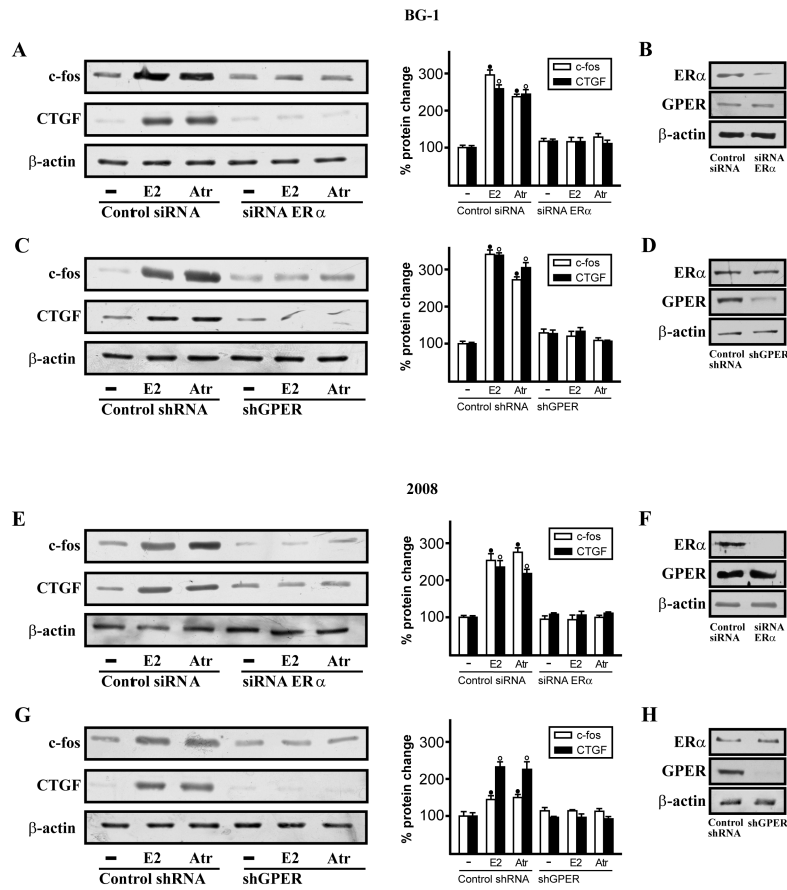 BG-1
A
c-fos
CTGF
β-actin
– E2 Atr – E2 Atr
Control siRNA siRNA ERα
% protein change
300
200
100
c-fos
CTGF
- E2 Atr - E2 Atr
Control siRNA siRNA ERα
B
ERα
GPER
β-actin
Control siRNA
siRNA ERα
C
c-fos
CTGF
β-actin
– E2 Atr – E2 Atr
Control shRNA shGPER
% protein change
300
200
100
c-fos
CTGF
- E2 Atr - E2 Atr
Control shRNA shGPER
D
ERα
GPER
β-actin
Control shRNA
shGPER
2008
E
c-fos
CTGF
β-actin
– E2 Atr – E2 Atr
Control siRNA siRNA ERα
% protein change
300
200
100
c-fos
CTGF
- E2 Atr - E2 Atr
Control siRNA siRNA ERα
F
ERα
GPER
β-actin
Control siRNA
siRNA ERα
G
c-fos
CTGF
β-actin
– E2 Atr – E2 Atr
Control shRNA shGPER
% protein change
300
200
100
c-fos
CTGF
- E2 Atr - E2 Atr
Control shRNA shGPER
H
ERα
GPER
β-actin
Control shRNA
shGPER